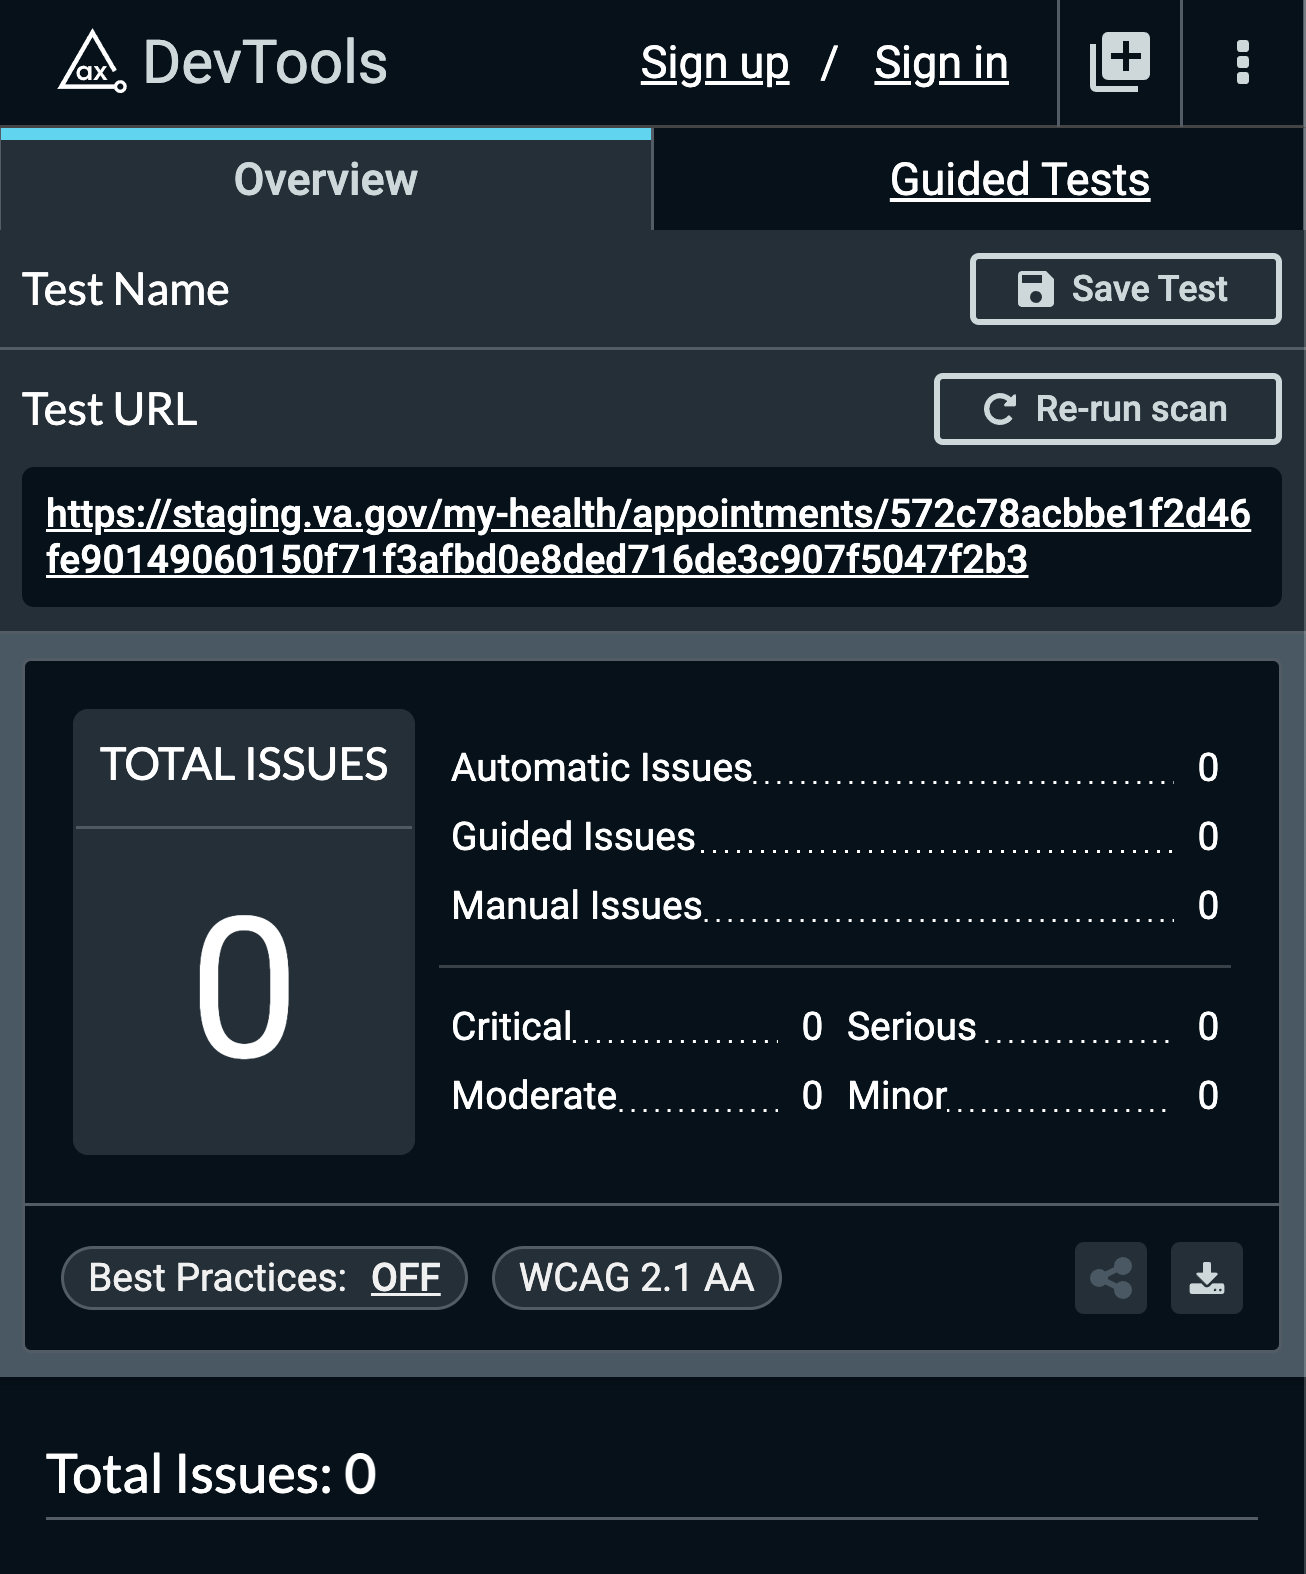 ax DevTools
Sign up / Sign in
Overview
Guided Tests
Test Name
Save Test
Test URL
Re-run scan
https://staging.va.gov/my-health/appointments/572c78acbbe1f2d46
fe90149060150f71f3afbd0e8ded716de3c907f5047f2b3
TOTAL ISSUES
0
Automatic Issues 0
Guided Issues 0
Manual Issues 0
Critical 0 Serious 0
Moderate 0 Minor 0
Best Practices: OFF
WCAG 2.1 AA
Total Issues: 0